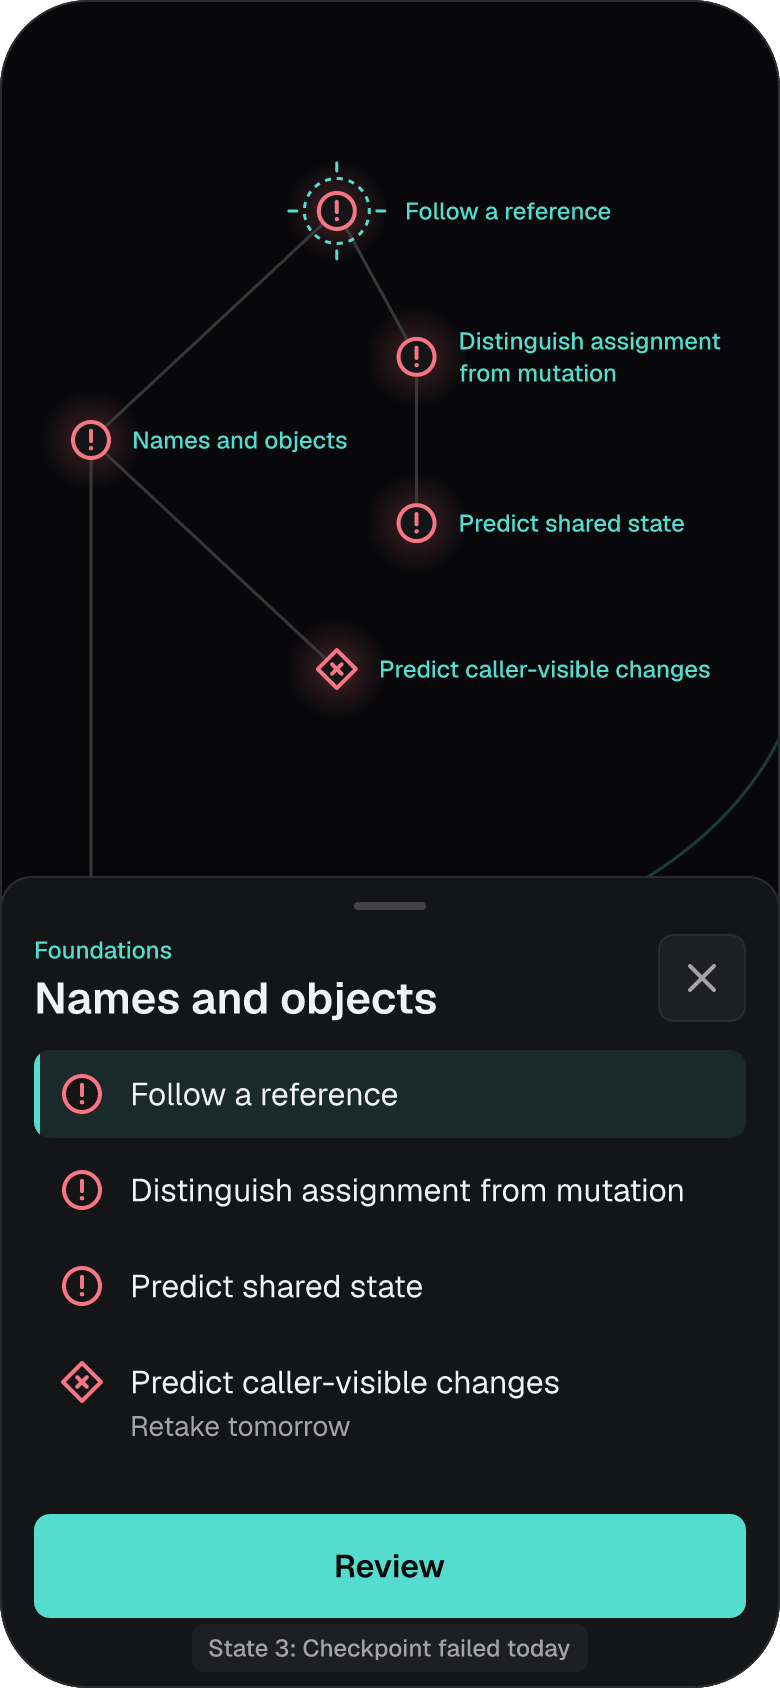 Follow a reference
Distinguish assignment
from mutation
Names and objects
Predict shared state
Predict caller-visible changes
Foundations
Names and objects
Follow a reference
Distinguish assignment from mutation
Predict shared state
Predict caller-visible changes
Retake tomorrow
Review
State 3: Checkpoint failed today